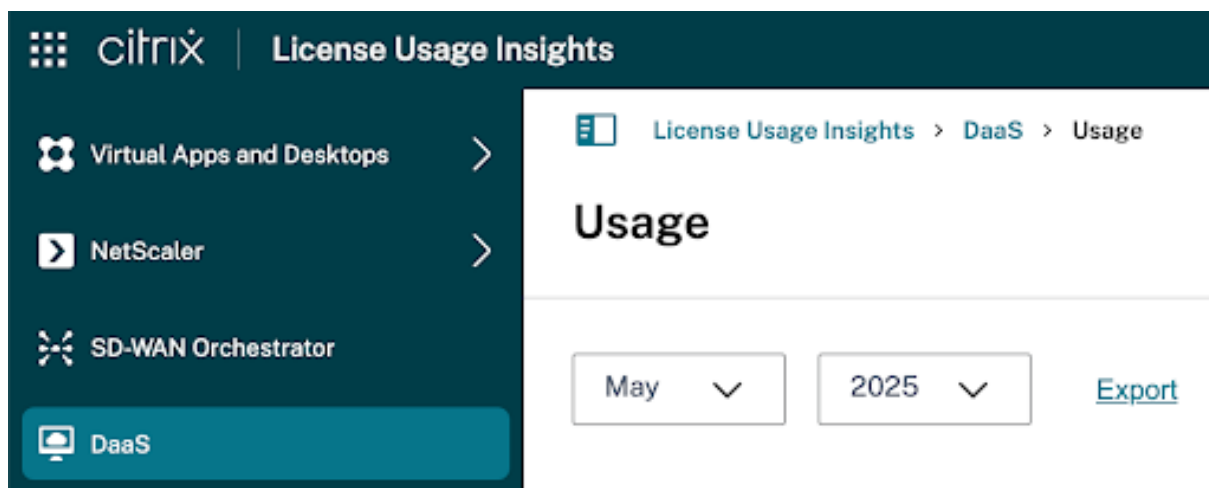 citrix | License Usage Insights
Virtual Apps and Desktops
NetScaler
SD-WAN Orchestrator
DaaS
License Usage Insights > DaaS > Usage
Usage
May
2025
Export